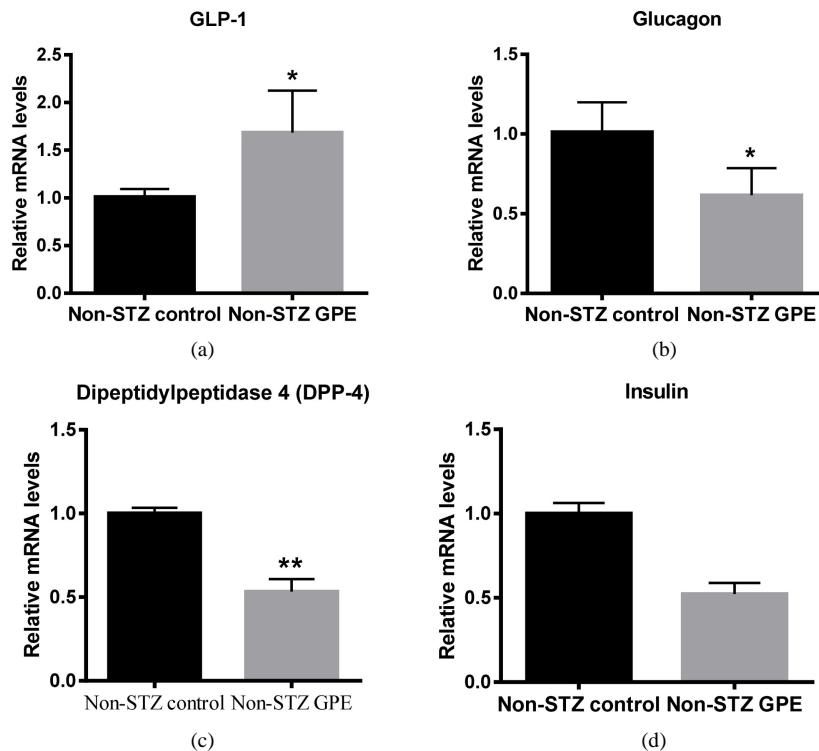 GLP-1
Relative mRNA levels
2.5
2.0
1.5
1.0
0.5
0.0
*
Non-STZ control Non-STZ GPE
(a)
Glucagon
Relative mRNA levels
1.5
1.0
0.5
0.0
*
Non-STZ control Non-STZ GPE
(b)
Dipeptidylpeptidase 4 (DPP-4)
Relative mRNA levels
1.5
1.0
0.5
0.0
**
Non-STZ control Non-STZ GPE
(c)
Insulin
Relative mRNA levels
1.5
1.0
0.5
0.0
Non-STZ control Non-STZ GPE
(d)